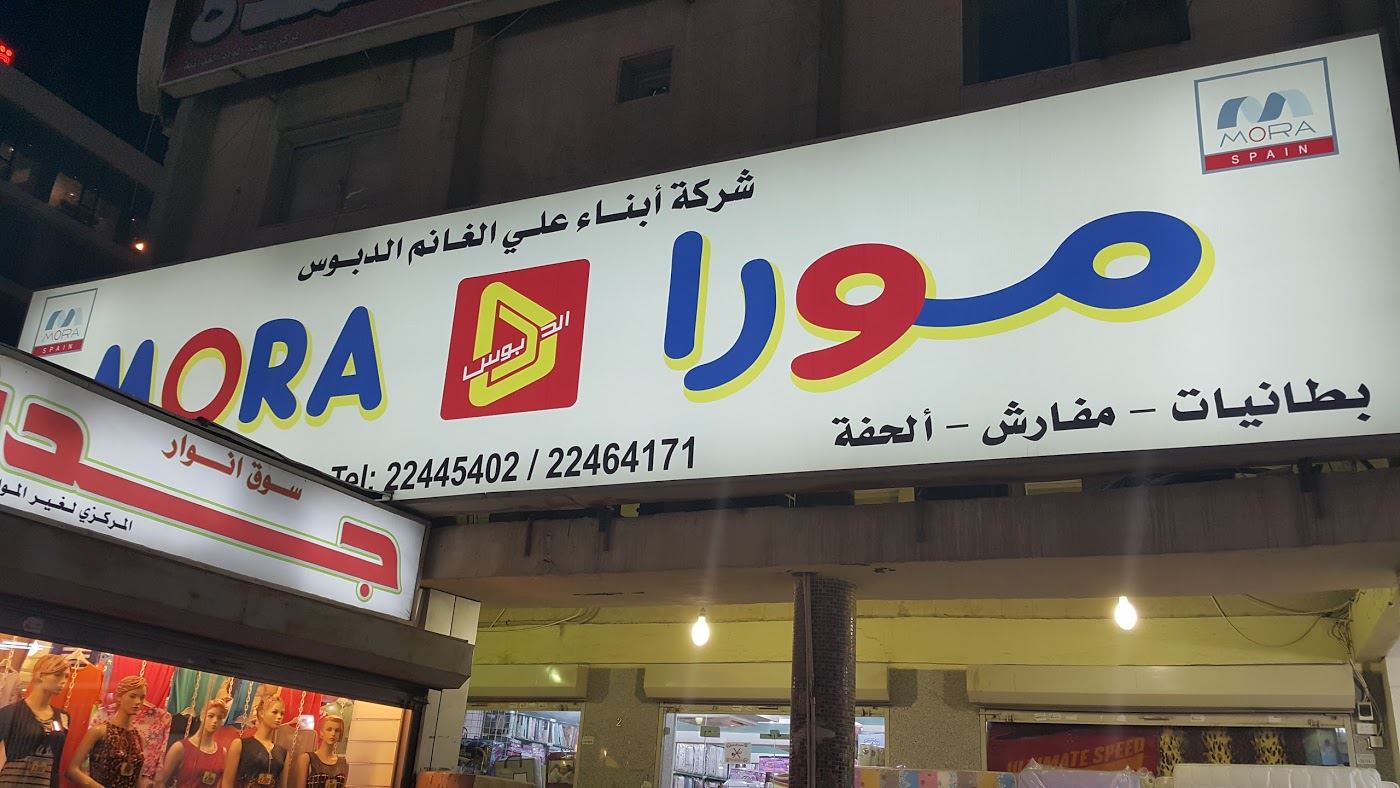 MORA
SPAIN
شركة أبناء علي الغانم الدبوس
مورا
الدبوس
MORA
MORA
SPAIN
بطانيات - مفارش - ألحفة
Tel: 22445402 / 22464171
سوق انوار
المركزي لغير
ULTIMATE SPEED
2